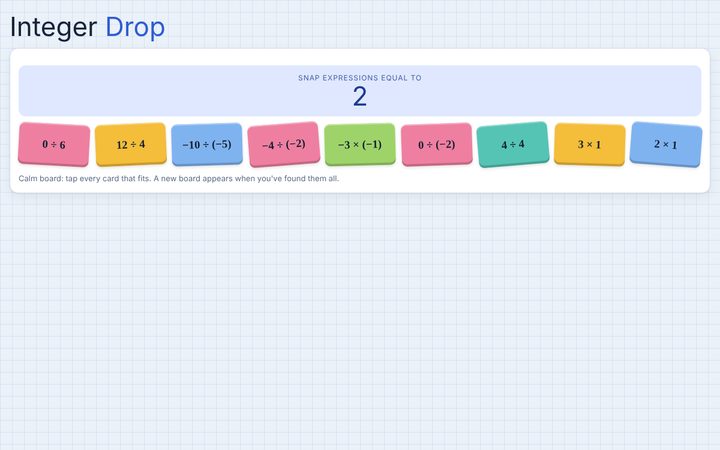 Integer Drop
SNAP EXPRESSIONS EQUAL TO
2
0 ÷ 6
12 ÷ 4
−10 ÷ (−5)
−4 ÷ (−2)
−3 × (−1)
0 ÷ (−2)
4 ÷ 4
3 × 1
2 × 1
Calm board: tap every card that fits. A new board appears when you've found them all.